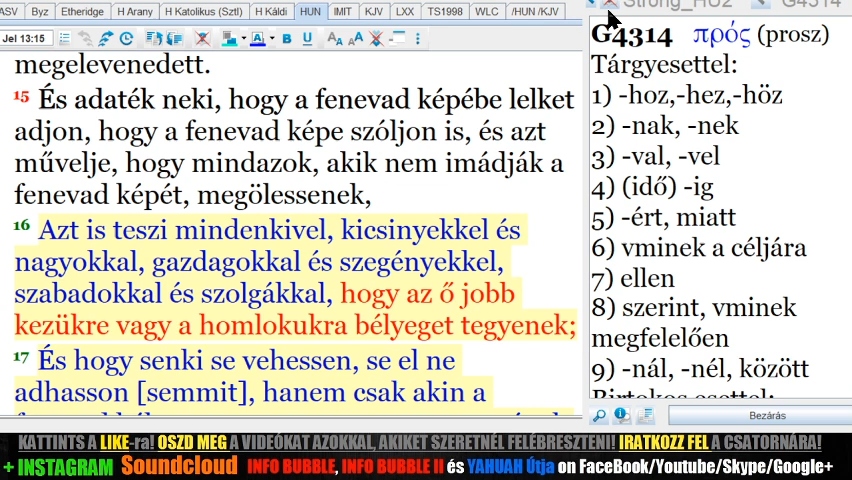 ASV Byz Etheridge H Arany H Katolikus (Sztl) H Káldi HUN IMIT KJV LXX TS1998 WLC /HUN /KJV
Jel 13:15
megelevenedett.
15 És adaték neki, hogy a fenevad képébe lelket
adjon, hogy a fenevad képe szóljon is, és azt
művelje, hogy mindazok, akik nem imádják a
fenevad képét, megölessenek,
16 Azt is teszi mindenkivel, kicsinyekkel és
nagyokkal, gazdagokkal és szegényekkel,
szabadokkal és szolgákkal, hogy az ő jobb
kezükre vagy a homlokukra bélyeget tegyenek;
17 És hogy senki se vehessen, se el ne
adhasson [semmit], hanem csak akin a
Strong_HU2 G4314
G4314 πρός (prosz)
Tárgyesettel:
1) -hoz,-hez,-höz
2) -nak, -nek
3) -val, -vel
4) (idő) -ig
5) -ért, miatt
6) vminek a céljára
7) ellen
8) szerint, vminek
megfelelően
9) -nál, -nél, között
Birtokos esettel:
Bezárás
KATTINTS A LIKE-ra! OSZD MEG A VIDEÓKAT AZOKKAL, AKIKET SZERETNÉL FELÉBRESZTENI! IRATKOZZ FEL A CSATORNÁRA!
+ INSTAGRAM Soundcloud INFO BUBBLE, INFO BUBBLE II és YAHUAH Útja on FaceBook/Youtube/Skype/Google+